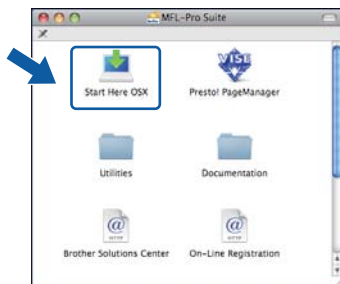 MFL-Pro Suite
Start Here OSX
Presto! PageManager
Utilities
Documentation
Brother Solutions Center
On-Line Registration